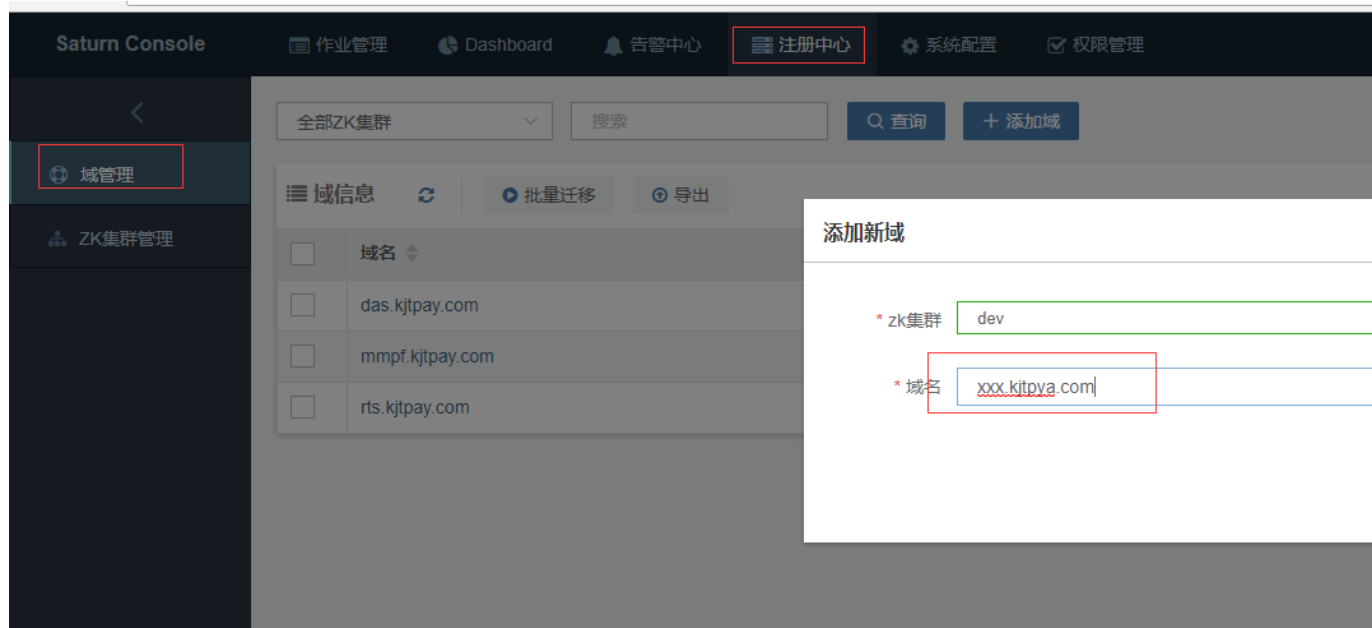 Saturn Console 作业管理 Dashboard 告警中心 注册中心 系统配置 权限管理
全部ZK集群 搜索 查询 添加域
域管理
域信息 批量迁移 导出
添加新域
ZK集群管理
域名
das.kjtpay.com
* zk集群 dev
mmpf.kjtpay.com
* 域名 xxx.kjtpya.com
rts.kjtpay.com